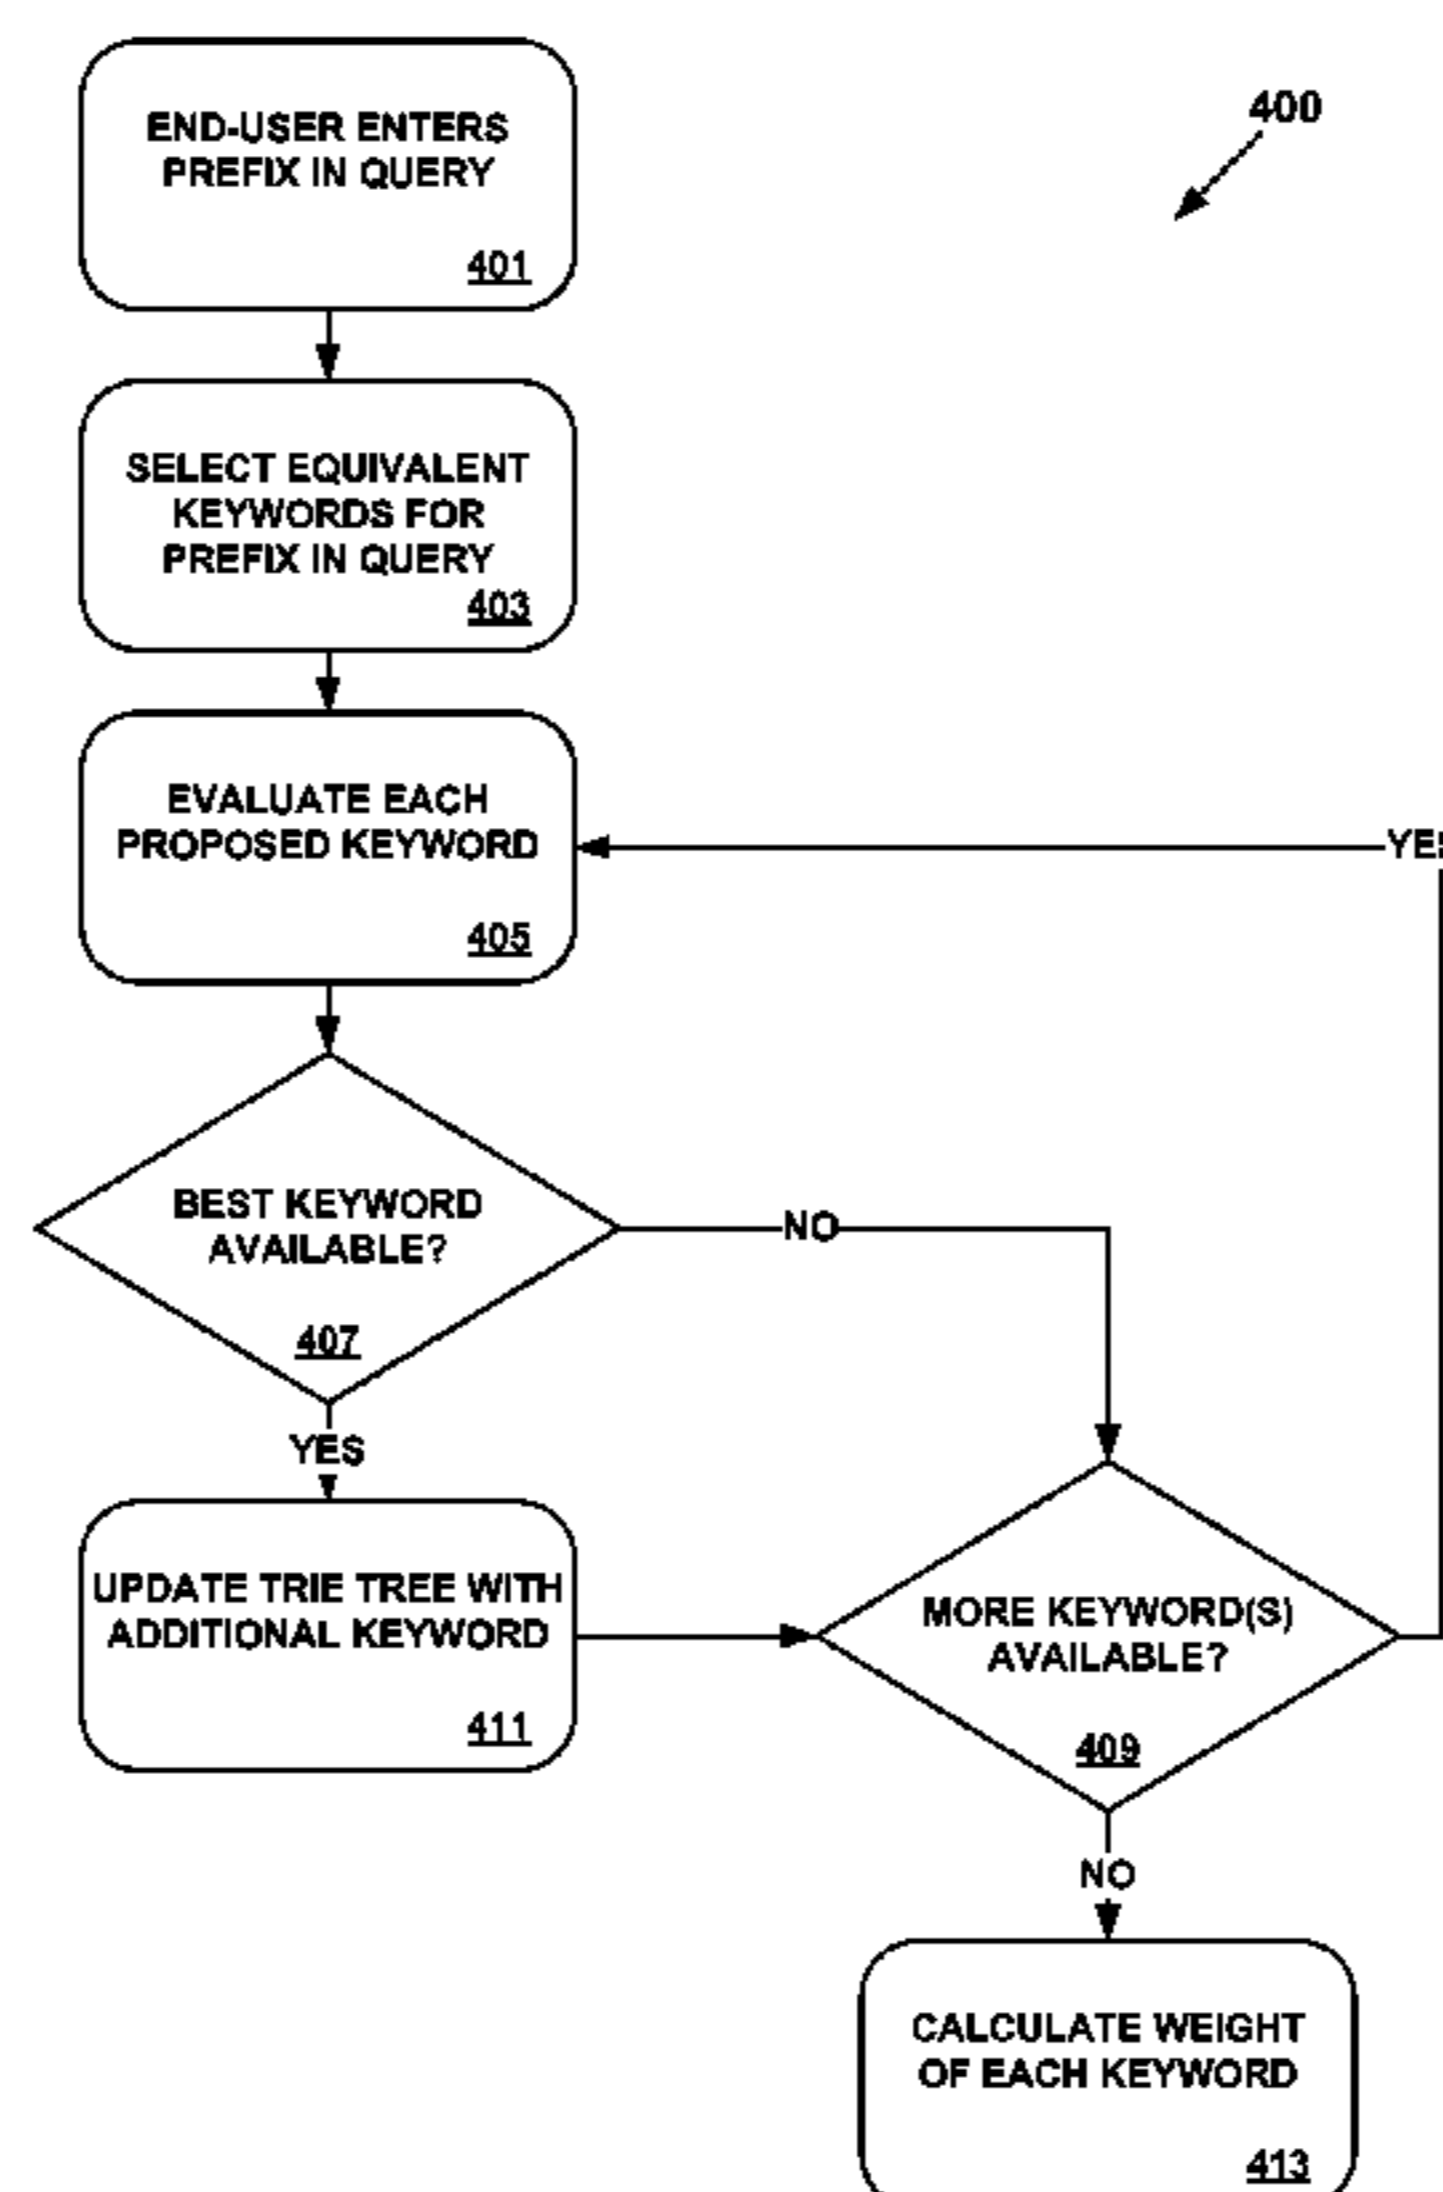 400
END-USER ENTERS
PREFIX IN QUERY
401
SELECT EQUIVALENT
KEYWORDS FOR
PREFIX IN QUERY
403
EVALUATE EACH
PROPOSED KEYWORD
405
YES
BEST KEYWORD
AVAILABLE?
407
NO
YES
UPDATE TRIE TREE WITH
ADDITIONAL KEYWORD
411
MORE KEYWORD(S)
AVAILABLE?
409
NO
CALCULATE WEIGHT
OF EACH KEYWORD
413